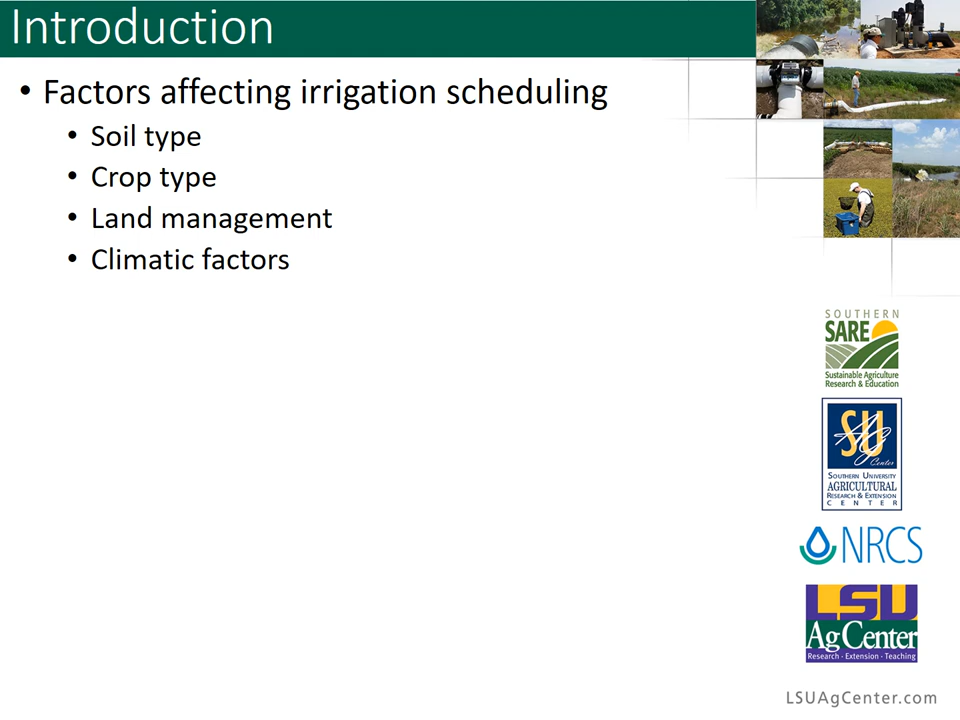 Introduction
• Factors affecting irrigation scheduling
• Soil type
• Crop type
• Land management
• Climatic factors
SOUTHERN
SARE
Sustainable Agriculture
Research & Education
SU
Ag
Center
SOUTHERN UNIVERSITY
AGRICULTURAL
RESEARCH & EXTENSION
CENTER
NRCS
LSU
AgCenter
Research · Extension · Teaching
LSUAgCenter.com